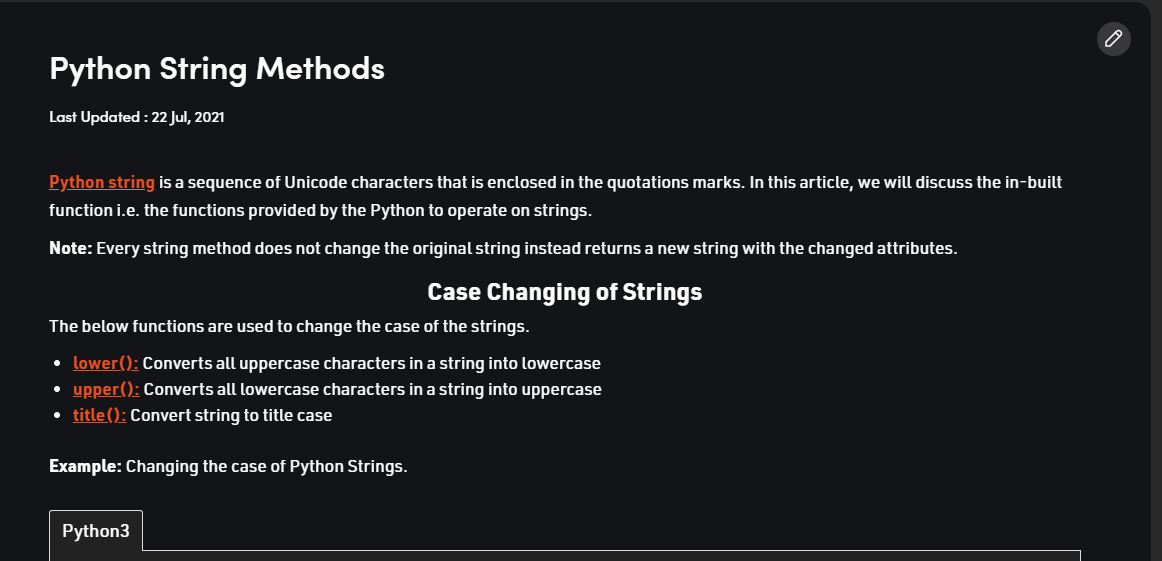 Python String Methods
Last Updated : 22 Jul, 2021
Python string is a sequence of Unicode characters that is enclosed in the quotations marks. In this article, we will discuss the in-built
function i.e. the functions provided by the Python to operate on strings.
Note: Every string method does not change the original string instead returns a new string with the changed attributes.
Case Changing of Strings
The below functions are used to change the case of the strings.
• lower(): Converts all uppercase characters in a string into lowercase
• upper(): Converts all lowercase characters in a string into uppercase
• title(): Convert string to title case
Example: Changing the case of Python Strings.
Python3